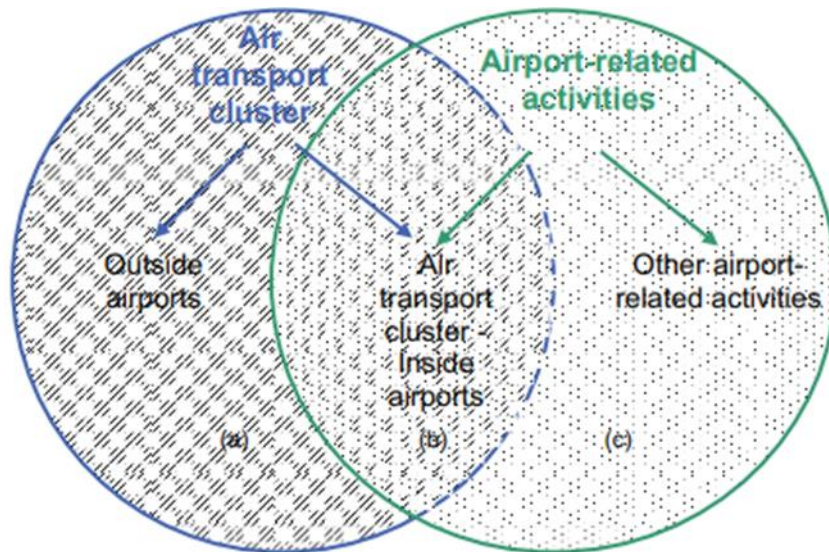 Air
transport
cluster
Airport-related
activities
Outside
airports
Air
transport
cluster -
Inside
airports
Other airport-
related activities
(a)
(b)
(c)